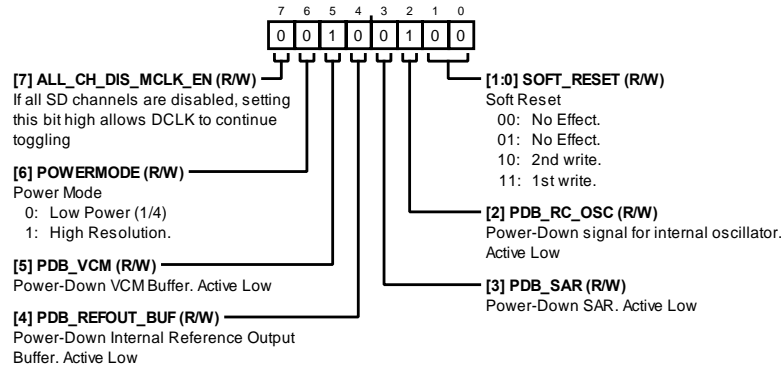 7 6 5 4 3 2 1 0
0 0 1 0 0 1 0 0
[7] ALL_CH_DIS_MCLK_EN (R/W)
If all SD channels are disabled, setting
this bit high allows DCLK to continue
toggling
[6] POWERMODE (R/W)
Power Mode
0: Low Power (1/4)
1: High Resolution.
[5] PDB_VCM (R/W)
Power-Down VCM Buffer. Active Low
[4] PDB_REFOUT_BUF (R/W)
Power-Down Internal Reference Output
Buffer. Active Low
[1:0] SOFT_RESET (R/W)
Soft Reset
00: No Effect.
01: No Effect.
10: 2nd write.
11: 1st write.
[2] PDB_RC_OSC (R/W)
Power-Down signal for internal oscillator.
Active Low
[3] PDB_SAR (R/W)
Power-Down SAR. Active Low